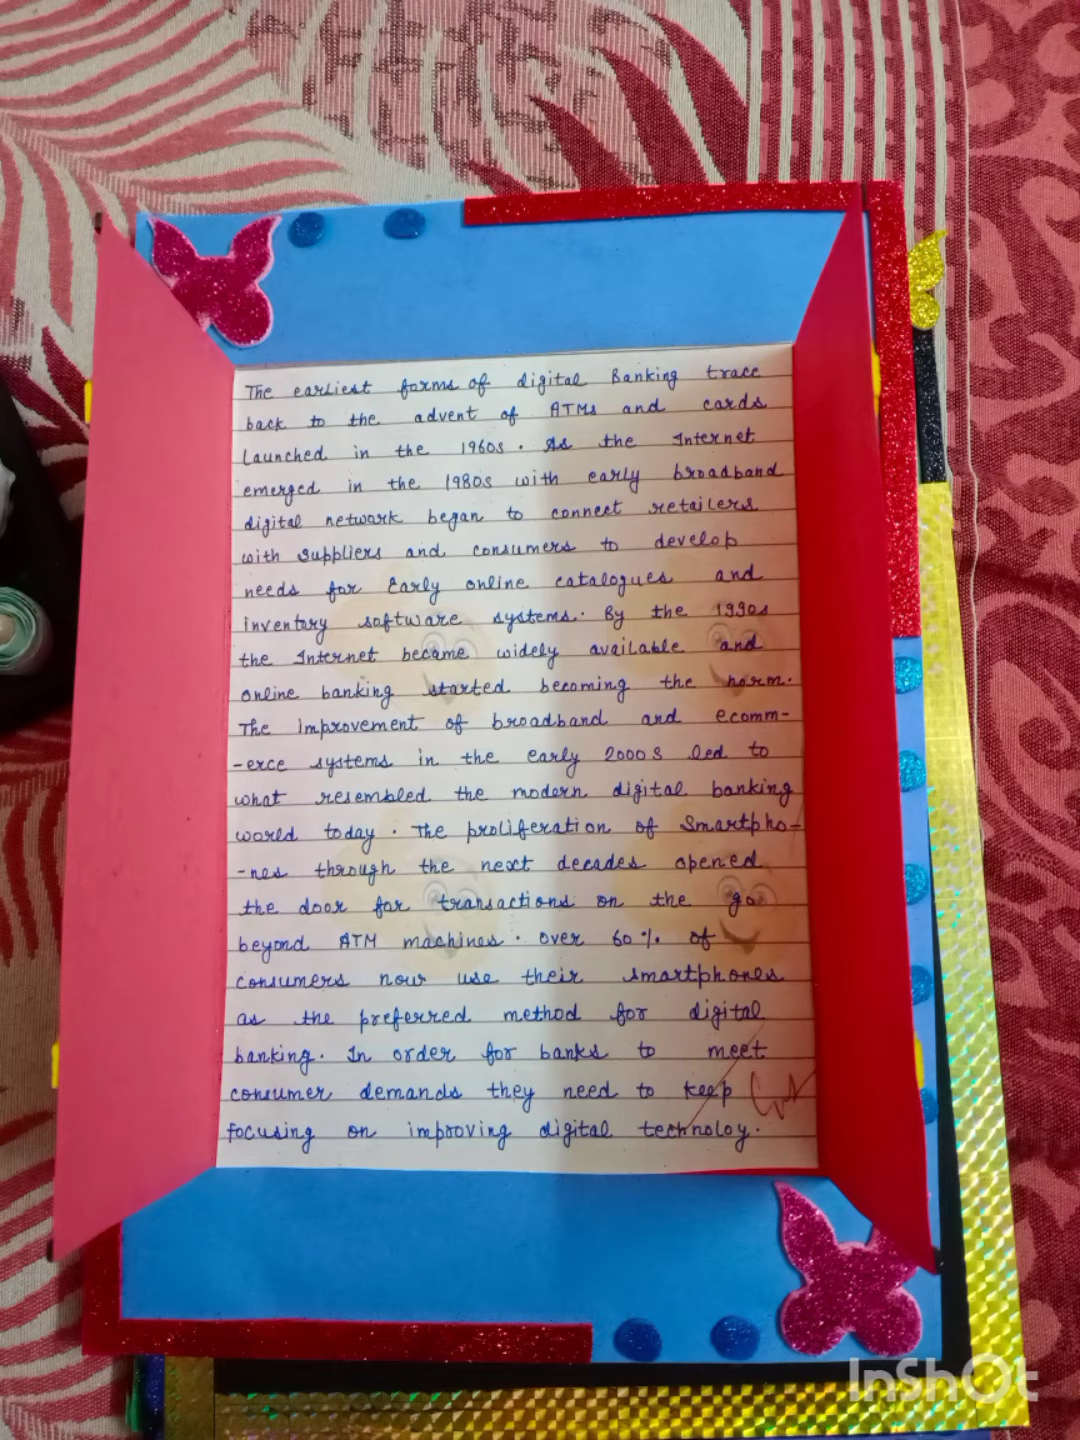 The earliest forms of digital Banking trace
back to the advent of ATMs and cards
Launched in the 1960s. As the Internet
emerged in the 1980s with early broadband
digital network began to connect retailers
with suppliers and consumers to develop
needs for Early online catalogues and
inventory software systems. By the 1990s
the Internet became widely available and
online banking started becoming the norm.
The improvement of broadband and ecomm-
-erce systems in the early 2000s led to
what resembled the modern digital banking
world today. The proliferation of Smartpho-
-nes through the next decades opened
the door for transactions on the go
beyond ATM machines. over 60% of
consumers now use their smartphones
as the preferred method for digital
banking. In order for banks to meet
consumer demands they need to keep
focusing on improving digital technoloy.
InShOt